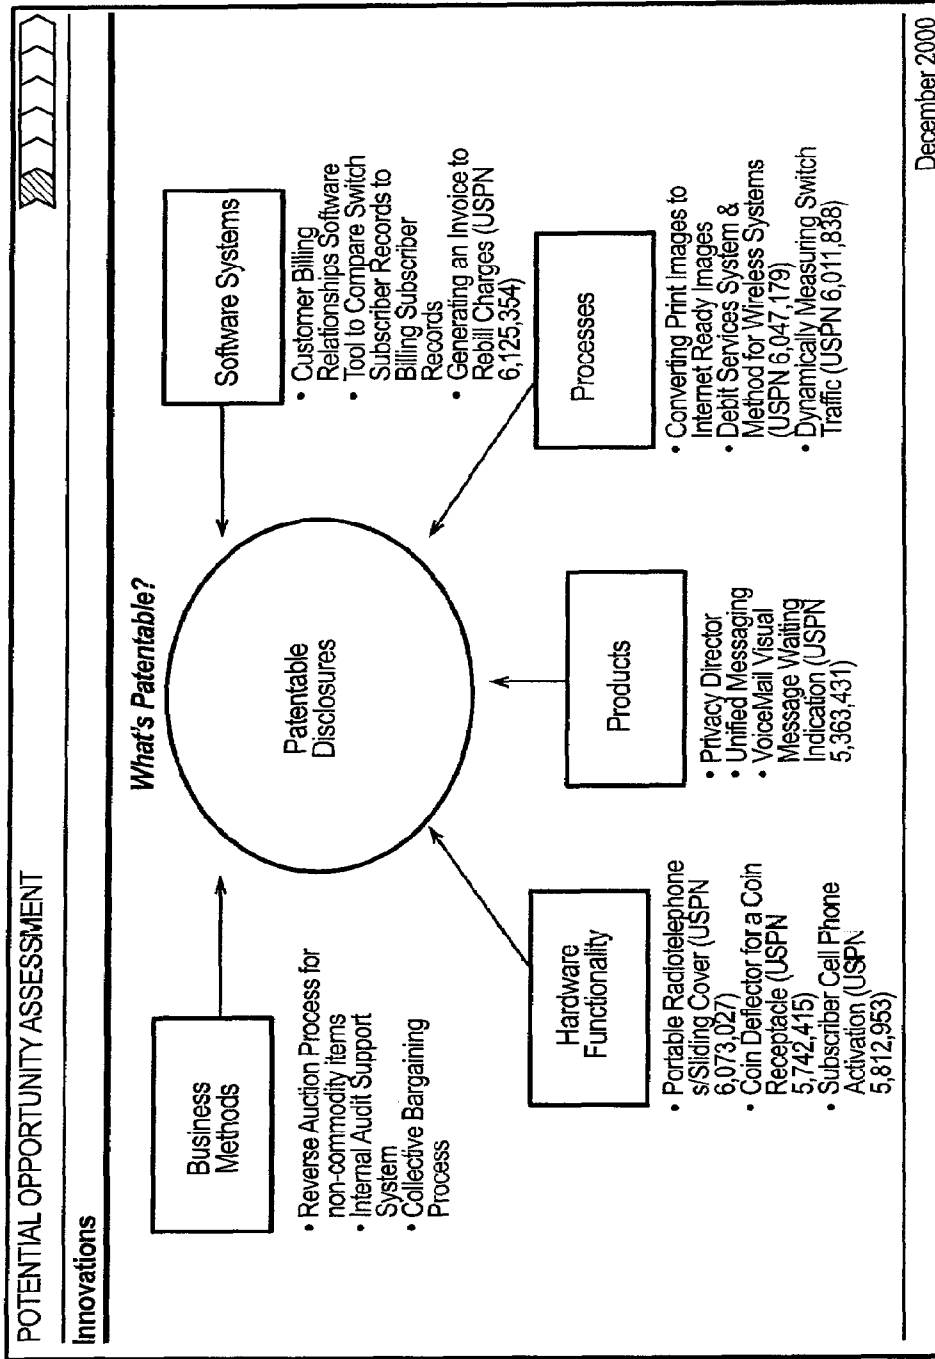 POTENTIAL OPPORTUNITY ASSESSMENT
Innovations
What's Patentable?
Patentable
Disclosures
Business
Methods
• Reverse Auction Process for
non-commodity items
• Internal Audit Support
System
• Collective Bargaining
Process
Software Systems
• Customer Billing
Relationships Software
• Tool to Compare Switch
Subscriber Records to
Billing Subscriber
Records
• Generating an Invoice to
Rebill Charges (USPN
6,125,354)
Hardware
Functionality
• Portable Radiotelephone
s/Sliding Cover (USPN
6,073,027)
• Coin Deflector for a Coin
Receptacle (USPN
5,742,415)
• Subscriber Cell Phone
Activation (USPN
5,812,953)
Products
• Privacy Director
• Unified Messaging
• VoiceMail Visual
Message Waiting
Indication (USPN
5,363,431)
Processes
• Converting Print Images to
Internet Ready Images
• Debit Services System &
Method for Wireless Systems
(USPN 6,047,179)
• Dynamically Measuring Switch
Traffic (USPN 6,011,838)
December 2000